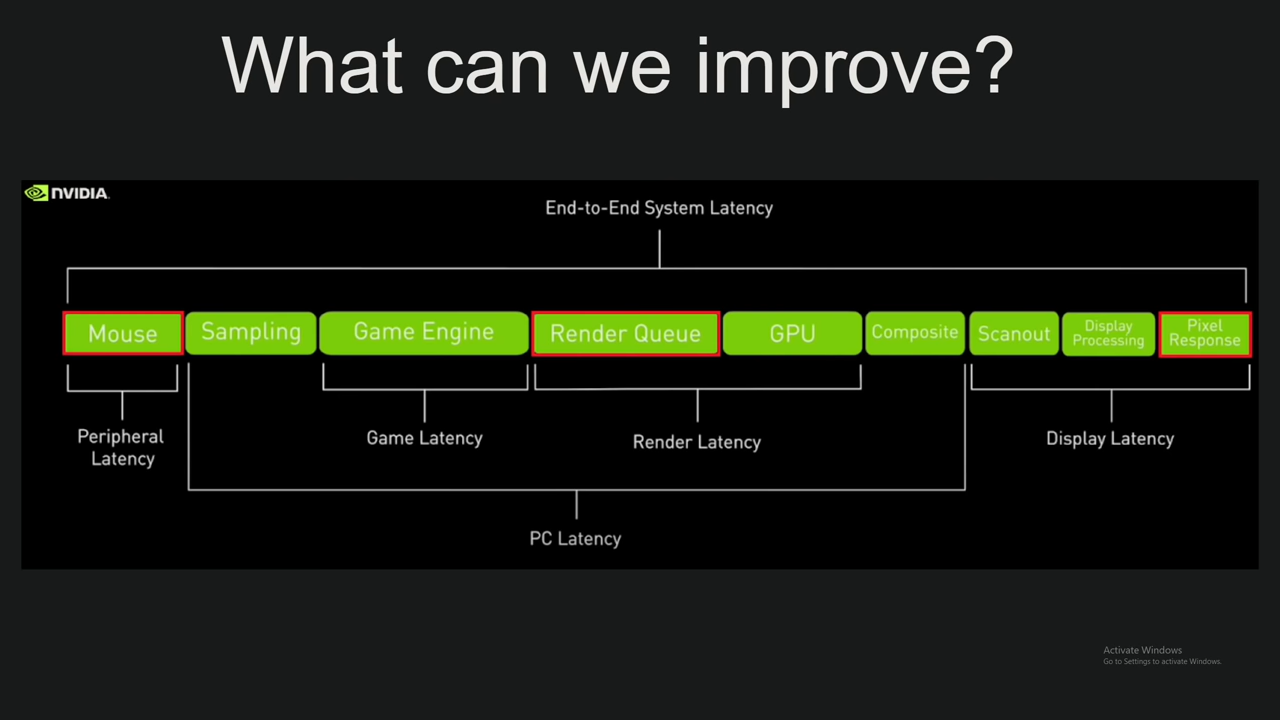 What can we improve?
NVIDIA.
End-to-End System Latency
Mouse
Sampling
Game Engine
Render Queue
GPU
Composite
Scanout
Display
Processing
Pixel
Response
Peripheral
Latency
Game Latency
Render Latency
Display Latency
PC Latency
Activate Windows
Go to Settings to activate Windows.